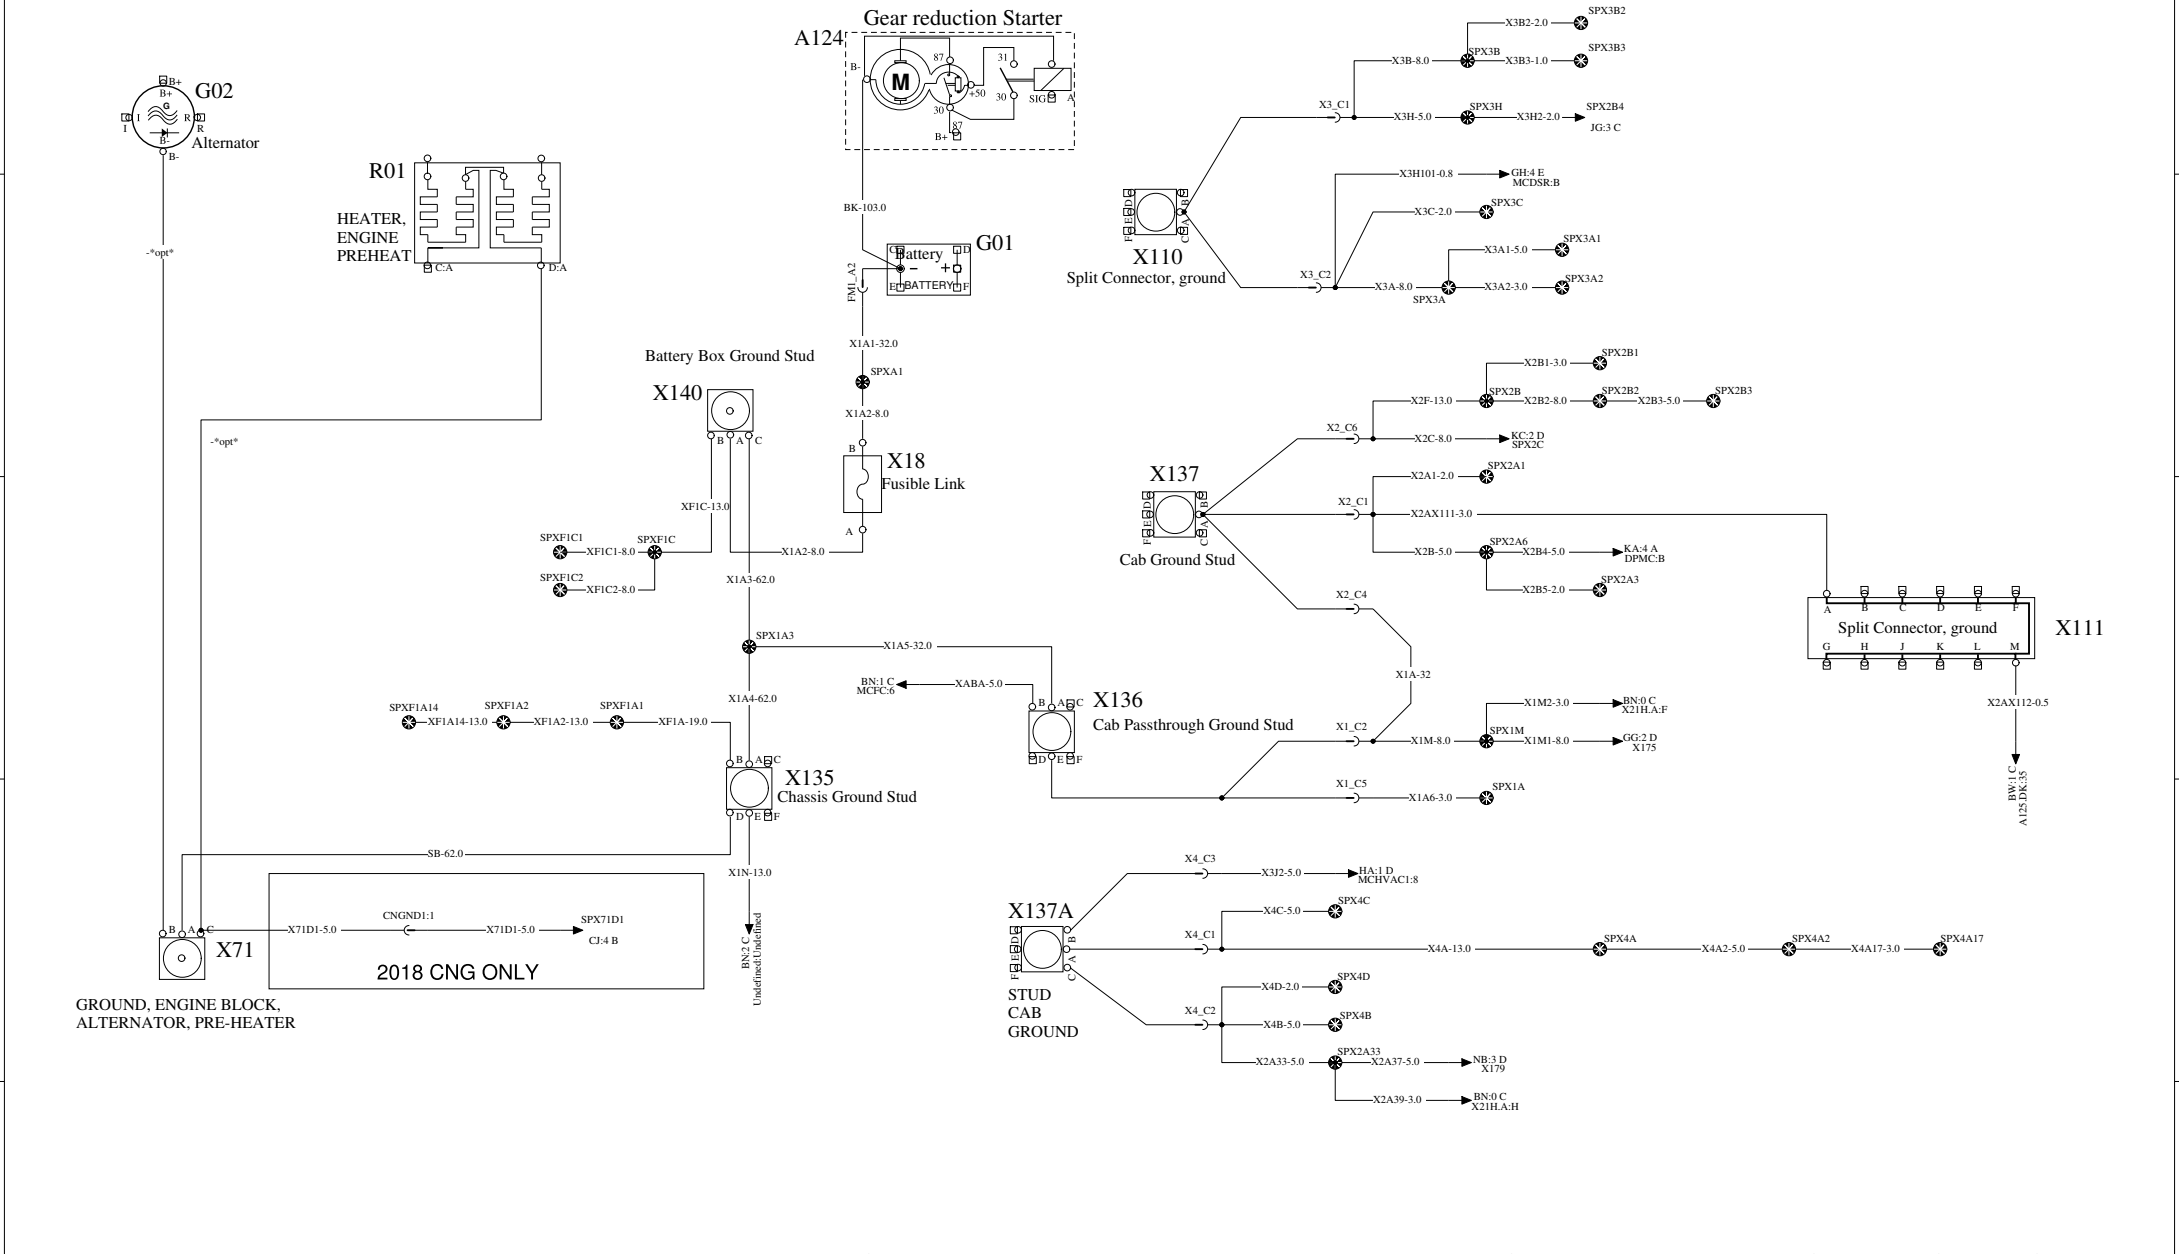 Gear reduction Starter
A124
B-
87
M
+50
30
31
30
SIG
A
87
B+
B+
B+
G02
G
I
I
R
R
B-
Alternator
B-
R01
HEATER,
ENGINE
PREHEAT
C:A
D:A
-*opt*
-*opt*
BK-103.0
C
D
Battery
G01
-
+
E
BATTERY
F
FM1_A2
X1A1-32.0
SPXA1
X1A2-8.0
B
X18
Fusible Link
A
X1A2-8.0
Battery Box Ground Stud
X140
B
A
C
XF1C-13.0
SPXF1C1
XF1C1-8.0
SPXF1C
SPXF1C2
XF1C2-8.0
X1A3-62.0
SPX1A3
X1A5-32.0
X1A4-62.0
BN:1 C
MCFC:6
XABA-5.0
SPXF1A14
XF1A14-13.0
SPXF1A2
XF1A2-13.0
SPXF1A1
XF1A-19.0
B
A
C
X135
Chassis Ground Stud
D
E
F
SB-62.0
X1N-13.0
BN:2 C
Undefined:Undefined
B
A
C
X136
Cab Passthrough Ground Stud
D
E
F
B
A
C
X71
GROUND, ENGINE BLOCK,
ALTERNATOR, PRE-HEATER
X71D1-5.0
CNGND1:1
X71D1-5.0
SPX71D1
CJ:4 B
2018 CNG ONLY
X3B2-2.0
SPX3B2
X3B-8.0
SPX3B
X3B3-1.0
SPX3B3
X3_C1
X3H-5.0
SPX3H
X3H2-2.0
SPX2B4
JG:3 C
X3H101-0.8
GH:4 E
MCDSR:B
D
E
F
B
A
C
X110
Split Connector, ground
X3C-2.0
SPX3C
X3A1-5.0
SPX3A1
X3_C2
X3A-8.0
SPX3A
X3A2-3.0
SPX3A2
X2B1-3.0
SPX2B1
X2F-13.0
SPX2B
X2B2-8.0
SPX2B2
X2B3-5.0
SPX2B3
X2_C6
X2C-8.0
KC:2 D
SPX2C
X137
D
E
F
B
A
C
Cab Ground Stud
X2A1-2.0
SPX2A1
X2_C1
X2AX111-3.0
X2B-5.0
SPX2A6
X2B4-5.0
KA:4 A
DPMC:B
X2B5-2.0
SPX2A3
X2_C4
X1A-32
X1_C2
X1M-8.0
SPX1M
X1M2-3.0
BN:0 C
X21H.A:F
X1M1-8.0
GG:2 D
X175
X1_C5
X1A6-3.0
SPX1A
A
B
C
D
E
F
Split Connector, ground
X111
G
H
J
K
L
M
X2AX112-0.5
BW:1 C
A125.DK:35
X4_C3
X3J2-5.0
HA:1 D
MCHVAC1:8
X137A
D
E
F
B
A
C
STUD
CAB
GROUND
X4C-5.0
SPX4C
X4_C1
X4A-13.0
SPX4A
X4A2-5.0
SPX4A2
X4A17-3.0
SPX4A17
X4D-2.0
SPX4D
X4_C2
X4B-5.0
SPX4B
X2A33-5.0
SPX2A33
X2A37-5.0
NB:3 D
X179
X2A39-3.0
BN:0 C
X21H.A:H